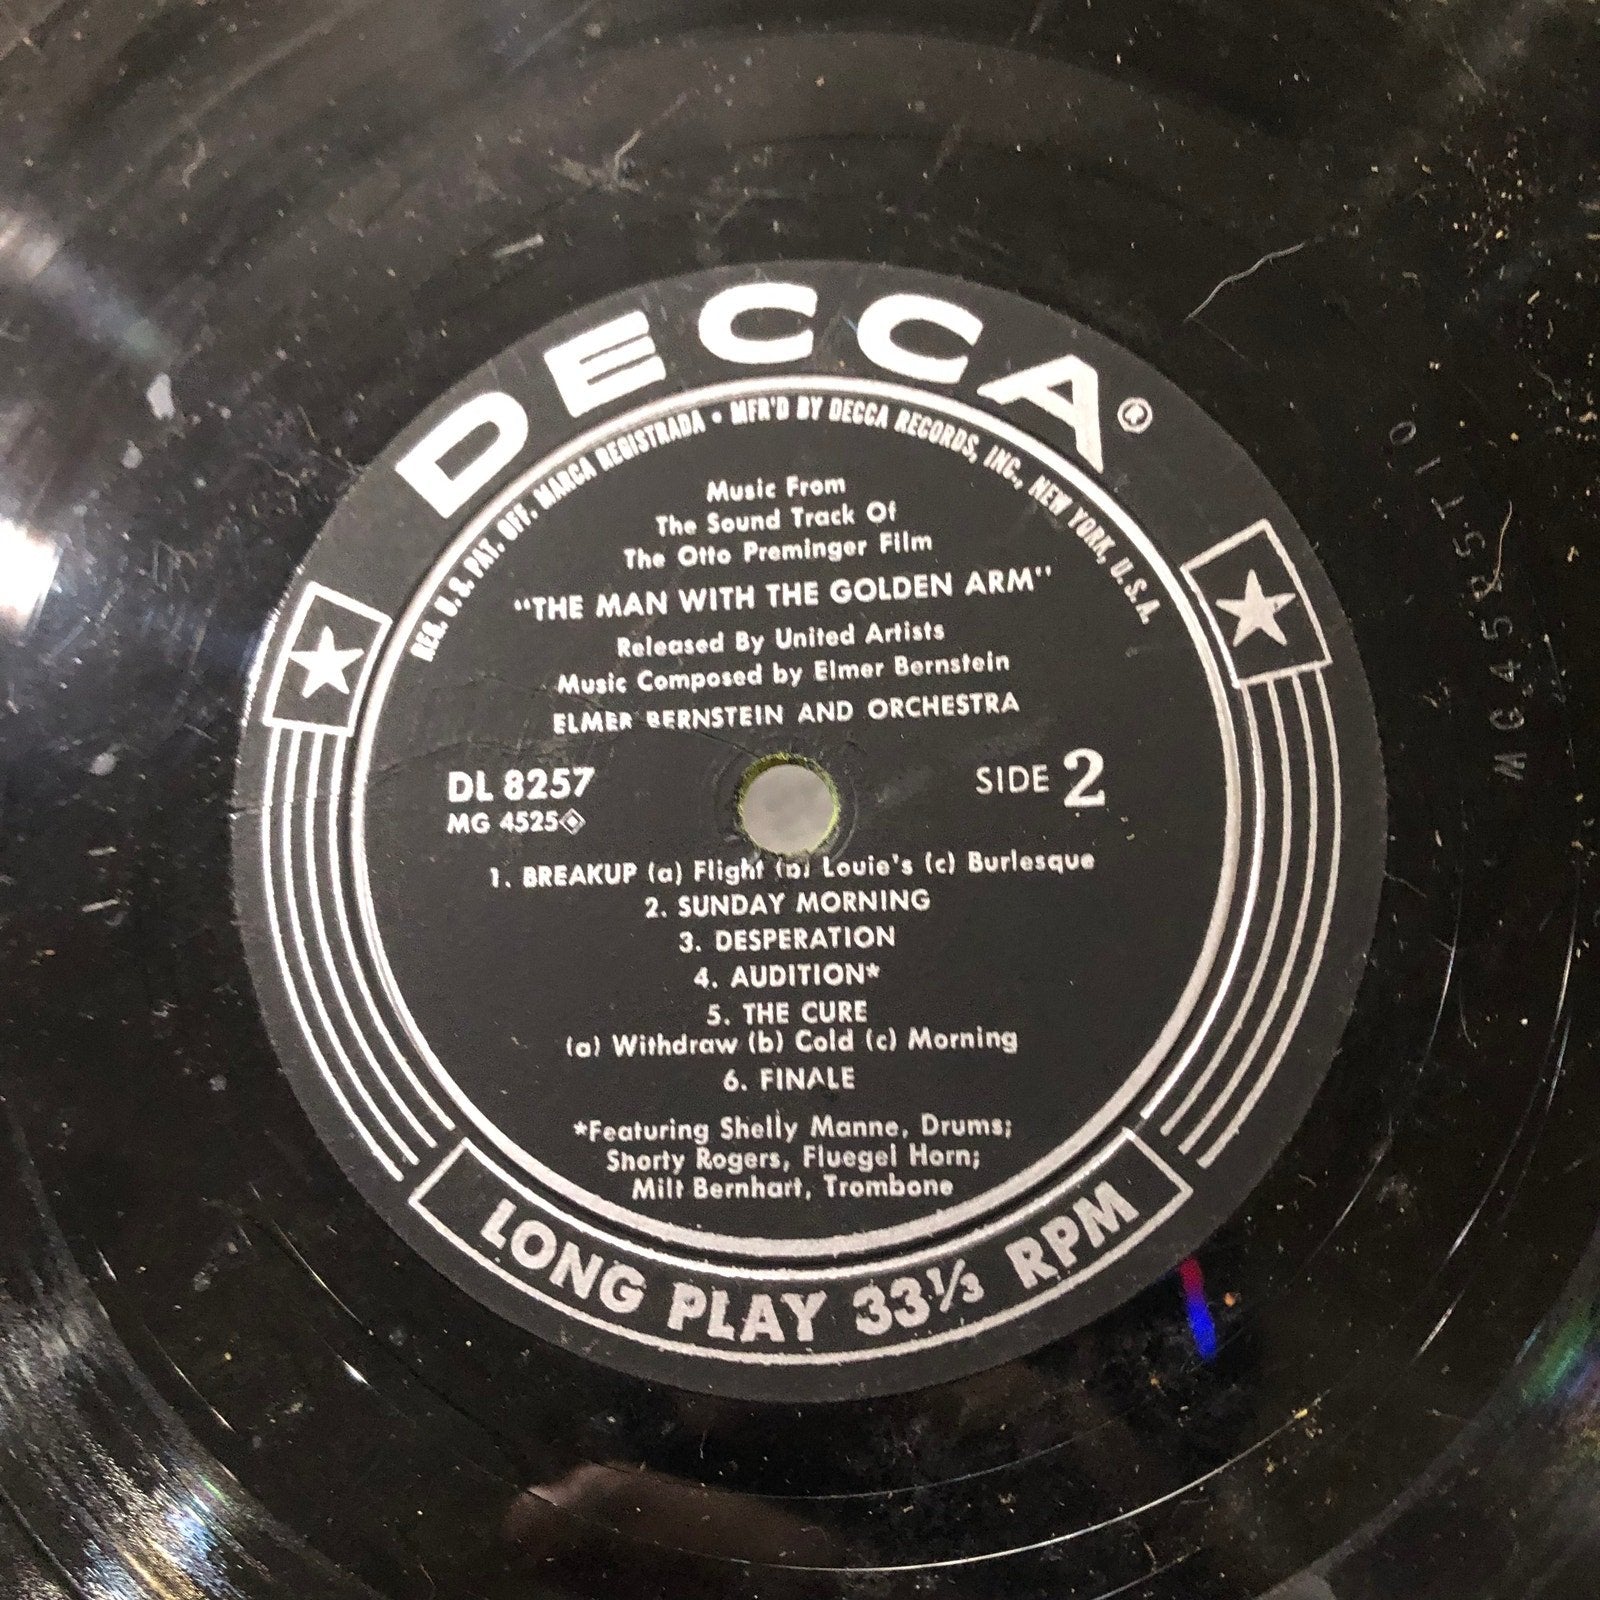 DECCA®
REG. U.S. PAT. OFF. MARCA REGISTRADA • MFR'D BY DECCA RECORDS, INC., NEW YORK, U.S.A.
Music From
The Sound Track Of
The Otto Preminger Film
"THE MAN WITH THE GOLDEN ARM"
Released By United Artists
Music Composed by Elmer Bernstein
ELMER BERNSTEIN AND ORCHESTRA
DL 8257
MG 4525
SIDE 2
1. BREAKUP (a) Flight (b) Louie's (c) Burlesque
2. SUNDAY MORNING
3. DESPERATION
4. AUDITION*
5. THE CURE
(a) Withdraw (b) Cold (c) Morning
6. FINALE
*Featuring Shelly Manne, Drums;
Shorty Rogers, Fluegel Horn;
Milt Bernhart, Trombone
LONG PLAY 33⅓ RPM